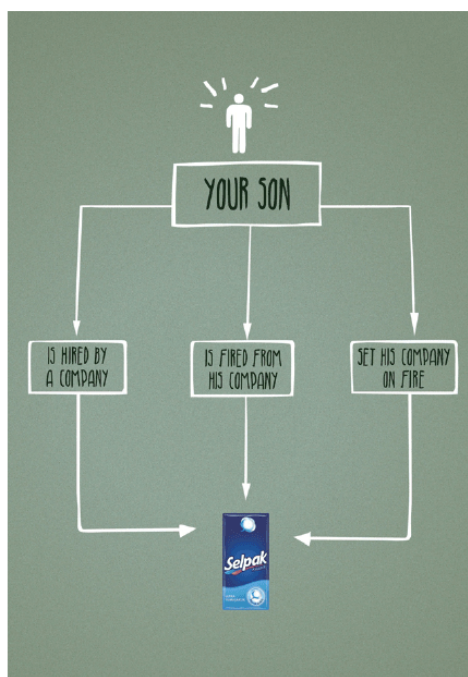 YOUR SON
IS HIRED BY
A COMPANY
IS FIRED FROM
HIS COMPANY
SET HIS COMPANY
ON FIRE
Selpak